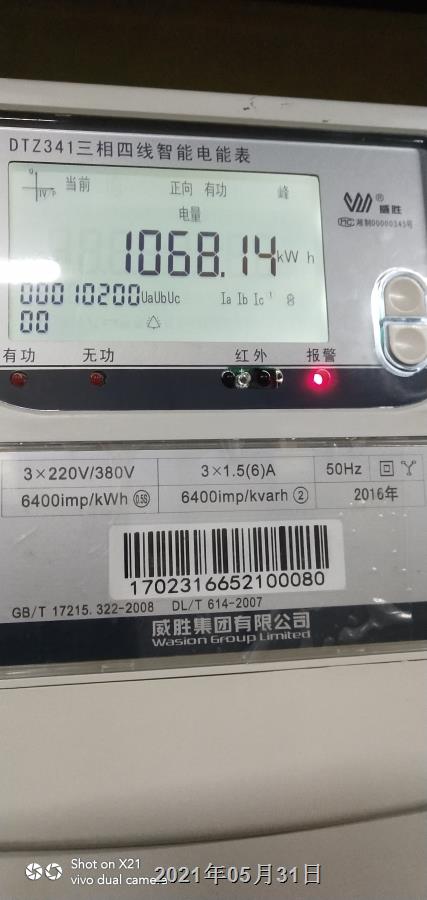 DTZ341三相四线智能电能表
当前 正向 有功 峰
电量
1068.14kWh
威胜®
00010200 UaUbUc Ia Ib Ic
00
有功 无功 红外 报警
3×220V/380V 3×1.5(6)A 50Hz
6400imp/kWh 0.5S 6400imp/kvarh ② 2016年
1702316652100080
GB/T 17215.322-2008 DL/T 614-2007
威胜集团有限公司
Wasion Group Limited
Shot on X21
vivo dual camera
2021年05月31日